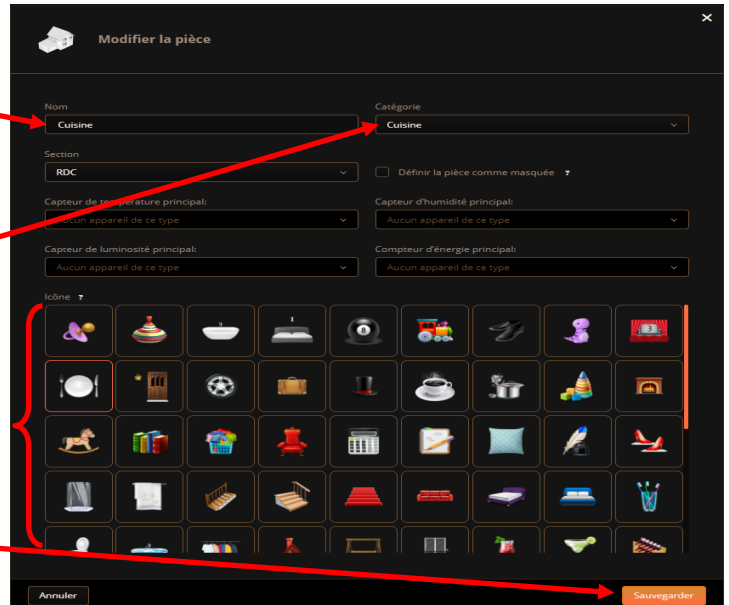 Modifier la pièce
×
Nom
Catégorie
Cuisine
Cuisine
Section
RDC
Définir la pièce comme masquée ?
Capteur de température principal:
Capteur d'humidité principal:
Aucun appareil de ce type
Aucun appareil de ce type
Capteur de luminosité principal:
Compteur d'énergie principal:
Aucun appareil de ce type
Aucun appareil de ce type
Icône ?
8
3
Annuler
Sauvegarder